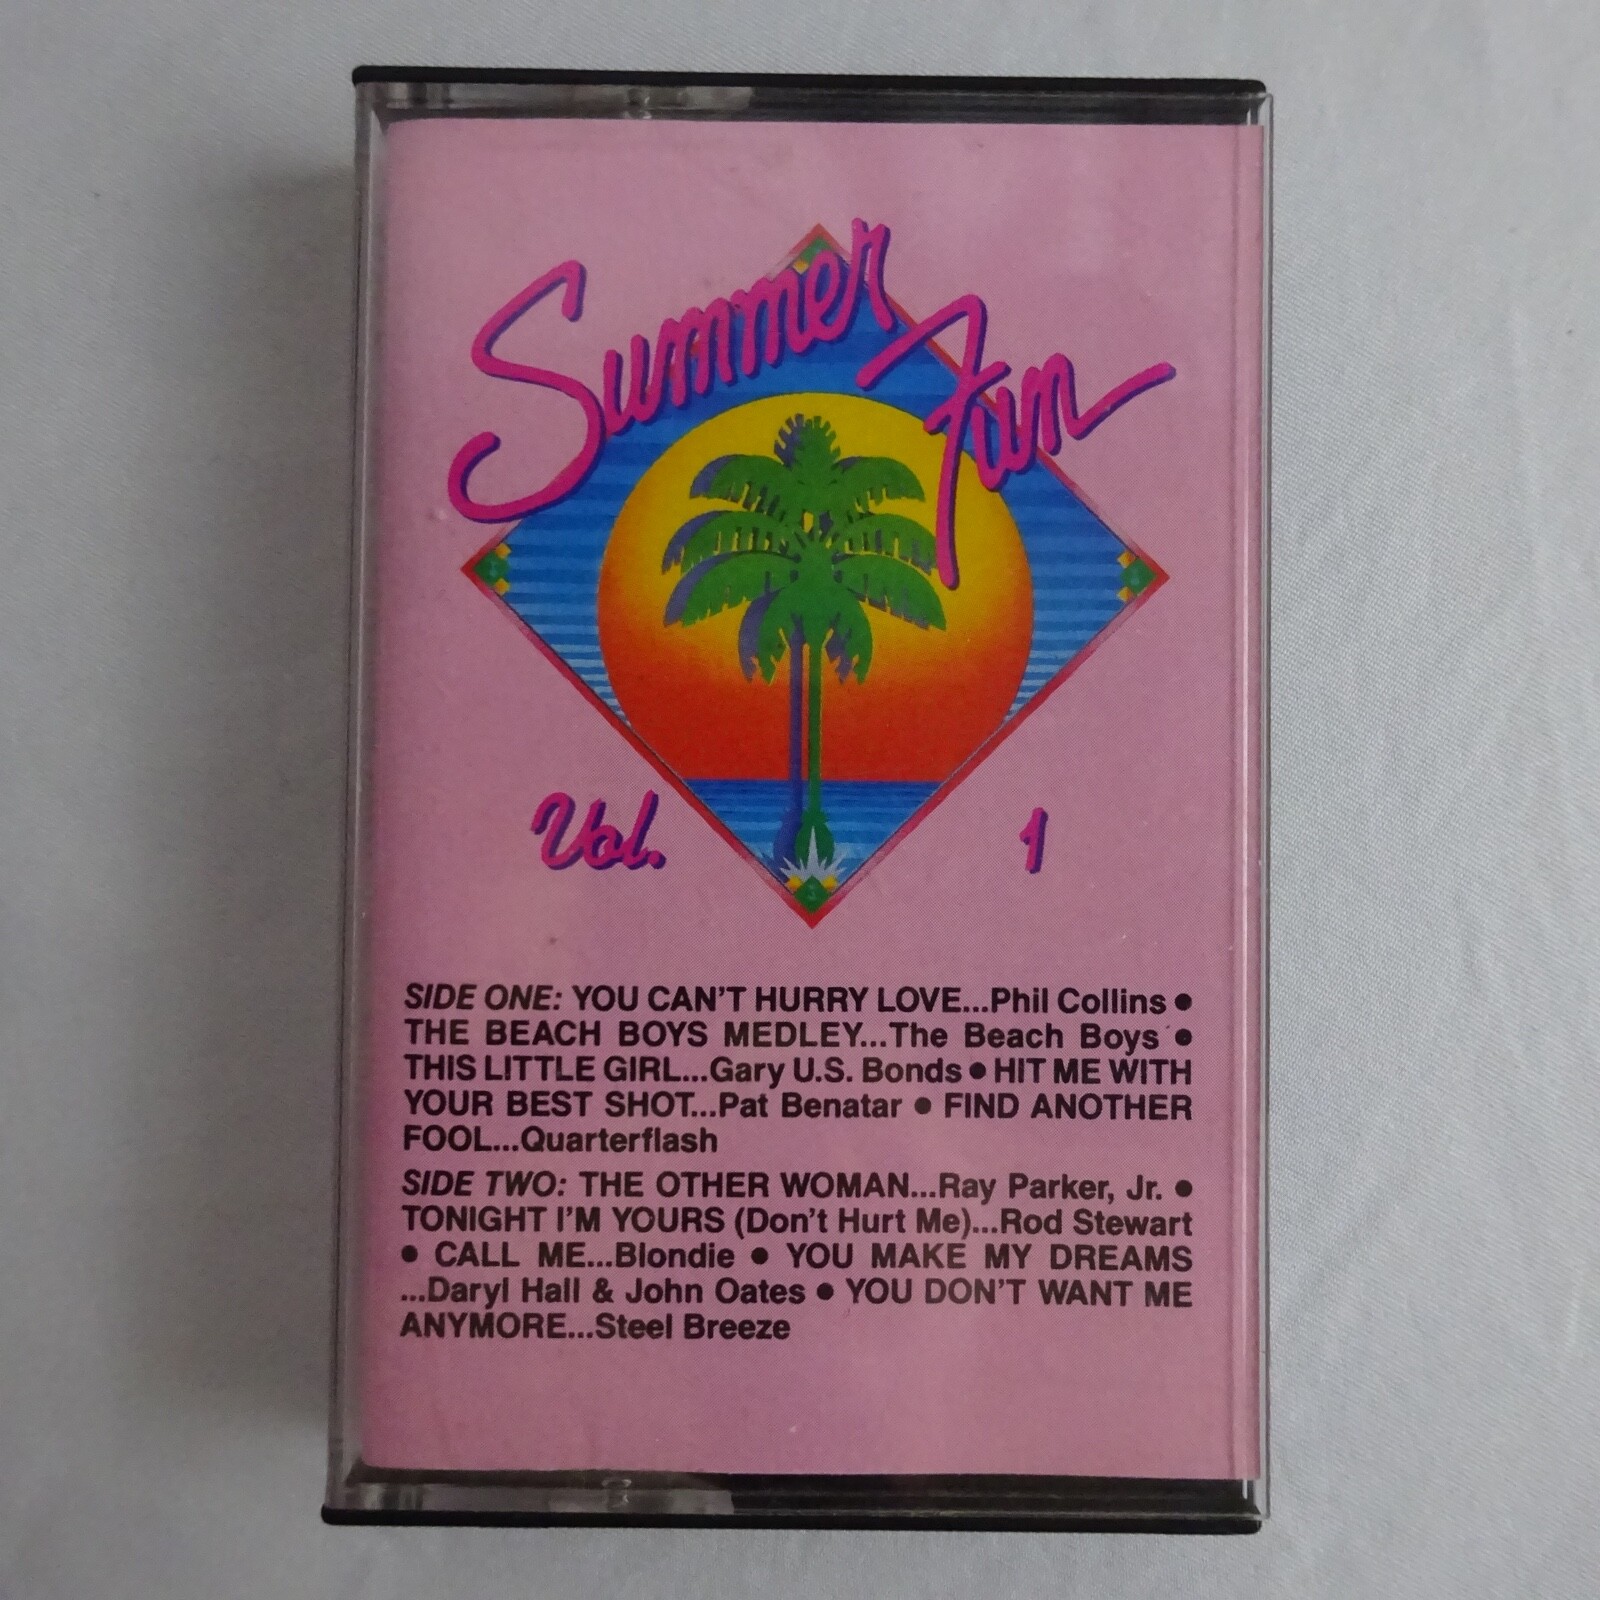 Summer
Fun
Vol. 1
SIDE ONE: YOU CAN'T HURRY LOVE...Phil Collins ●
THE BEACH BOYS MEDLEY...The Beach Boys ●
THIS LITTLE GIRL...Gary U.S. Bonds ● HIT ME WITH
YOUR BEST SHOT...Pat Benatar ● FIND ANOTHER
FOOL...Quarterflash
SIDE TWO: THE OTHER WOMAN...Ray Parker, Jr. ●
TONIGHT I'M YOURS (Don't Hurt Me)...Rod Stewart
● CALL ME...Blondie ● YOU MAKE MY DREAMS
...Daryl Hall & John Oates ● YOU DON'T WANT ME
ANYMORE...Steel Breeze